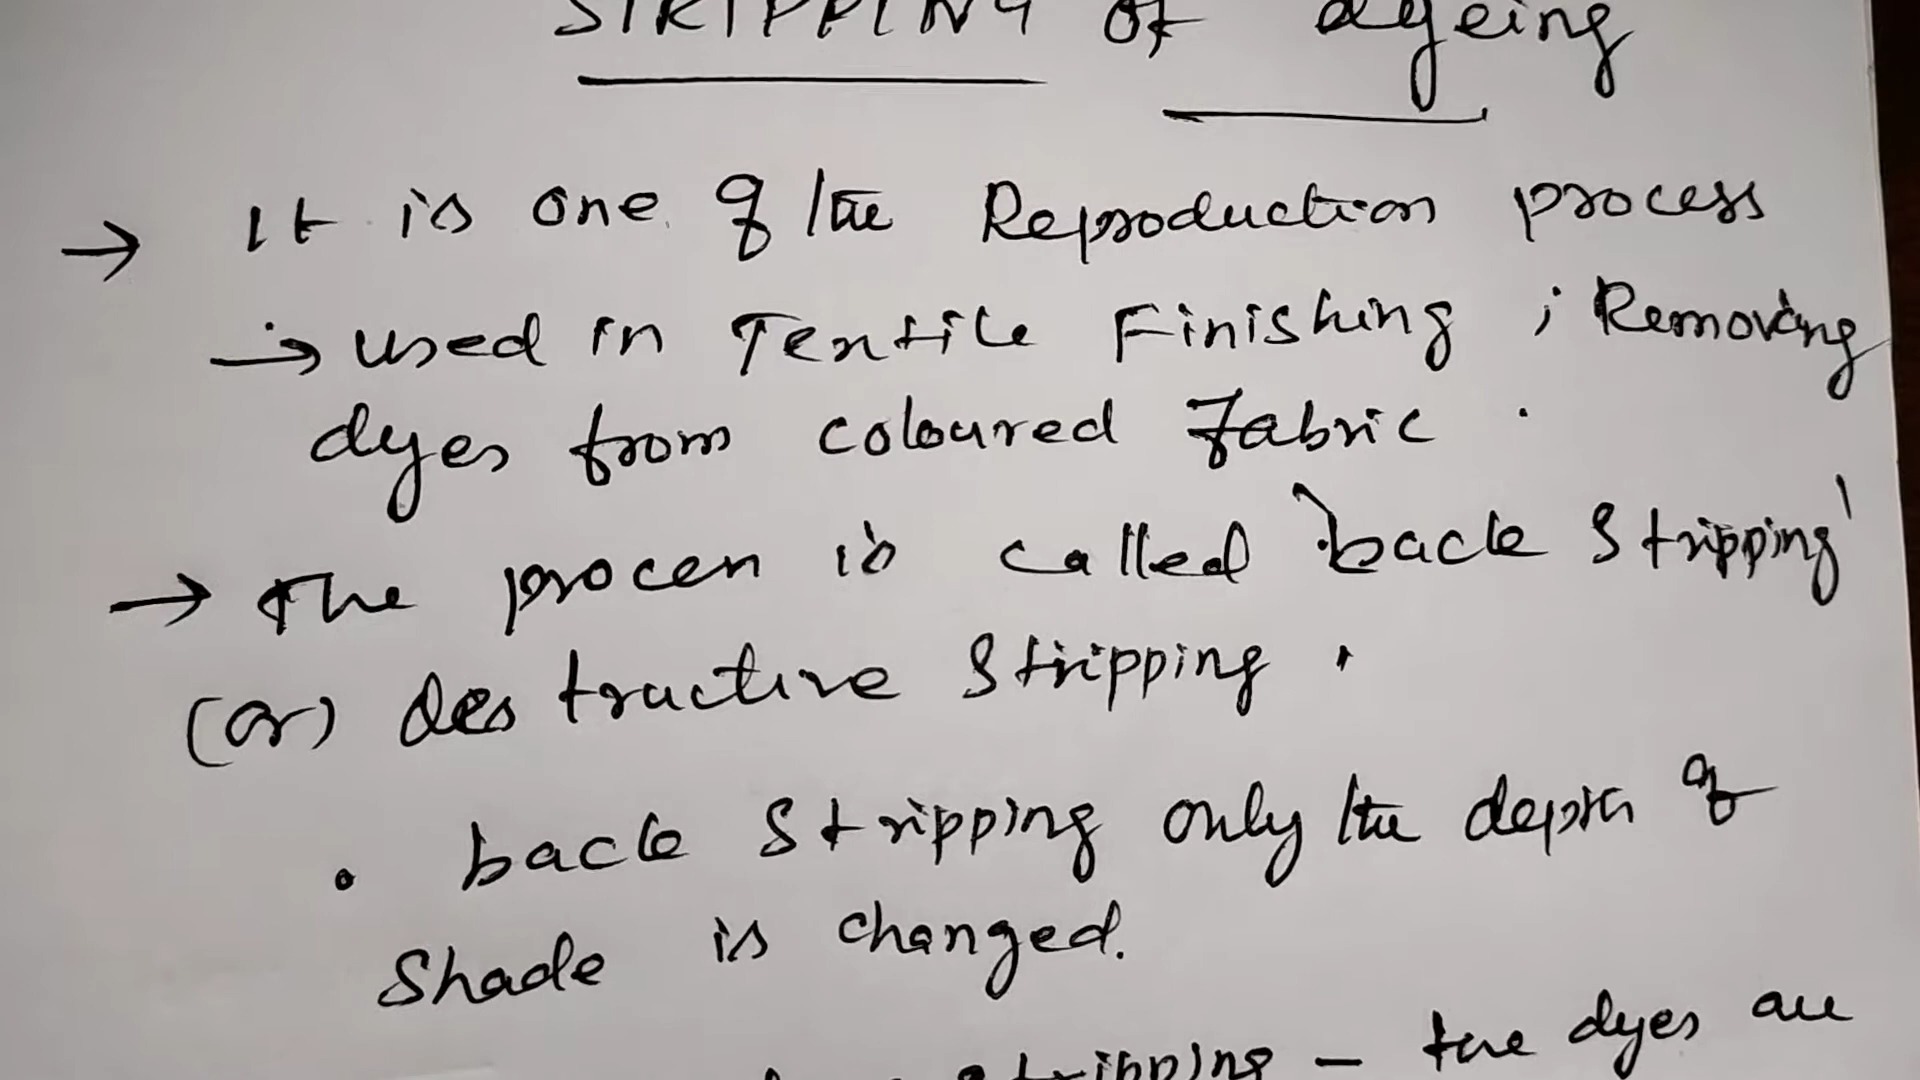 STRIPPING of dyeing
→ It is one of the Reproduction process
→ used in Textile Finishing ; Removing
dyes from coloured Fabric .
→ The process is called 'back Stripping'
(or) destructive Stripping .
• back Stripping only the depth of
Shade is changed.
stripping – the dyes are